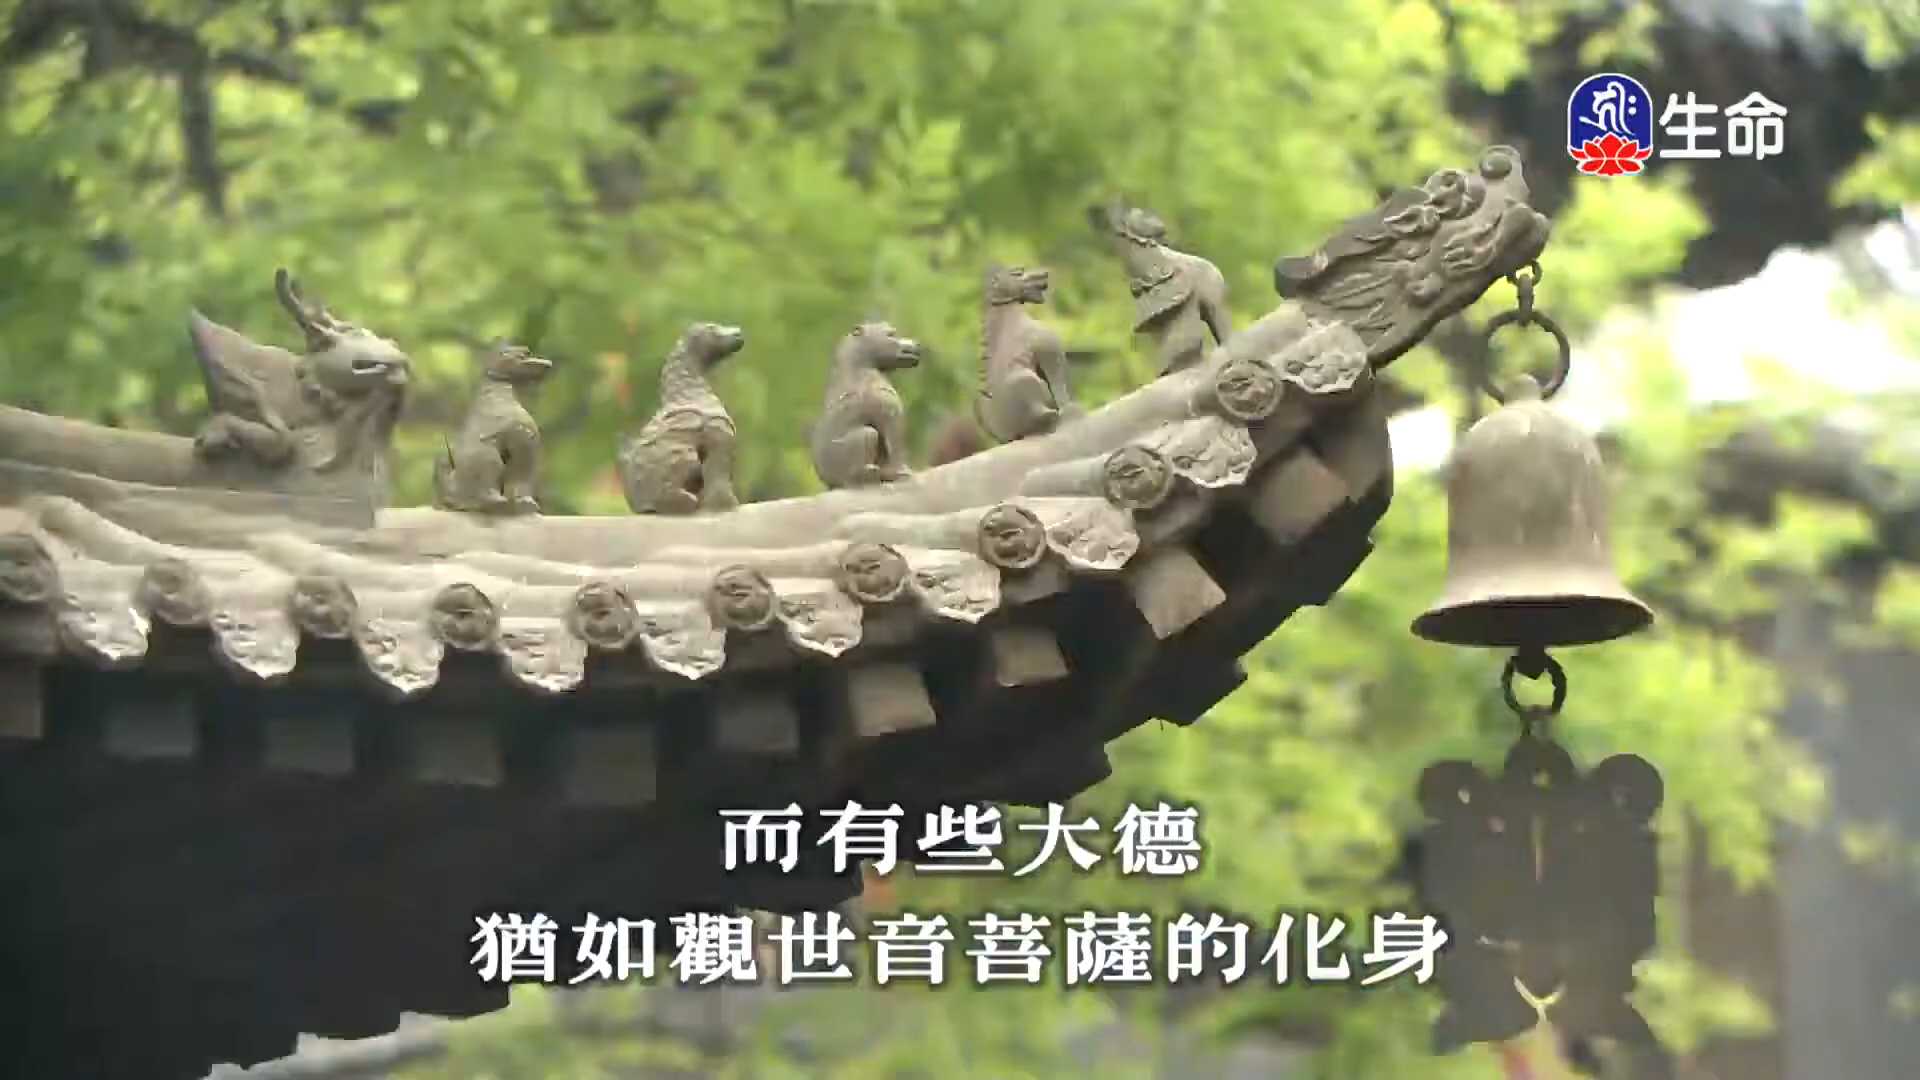 生命
而有些大德
猶如觀世音菩薩的化身